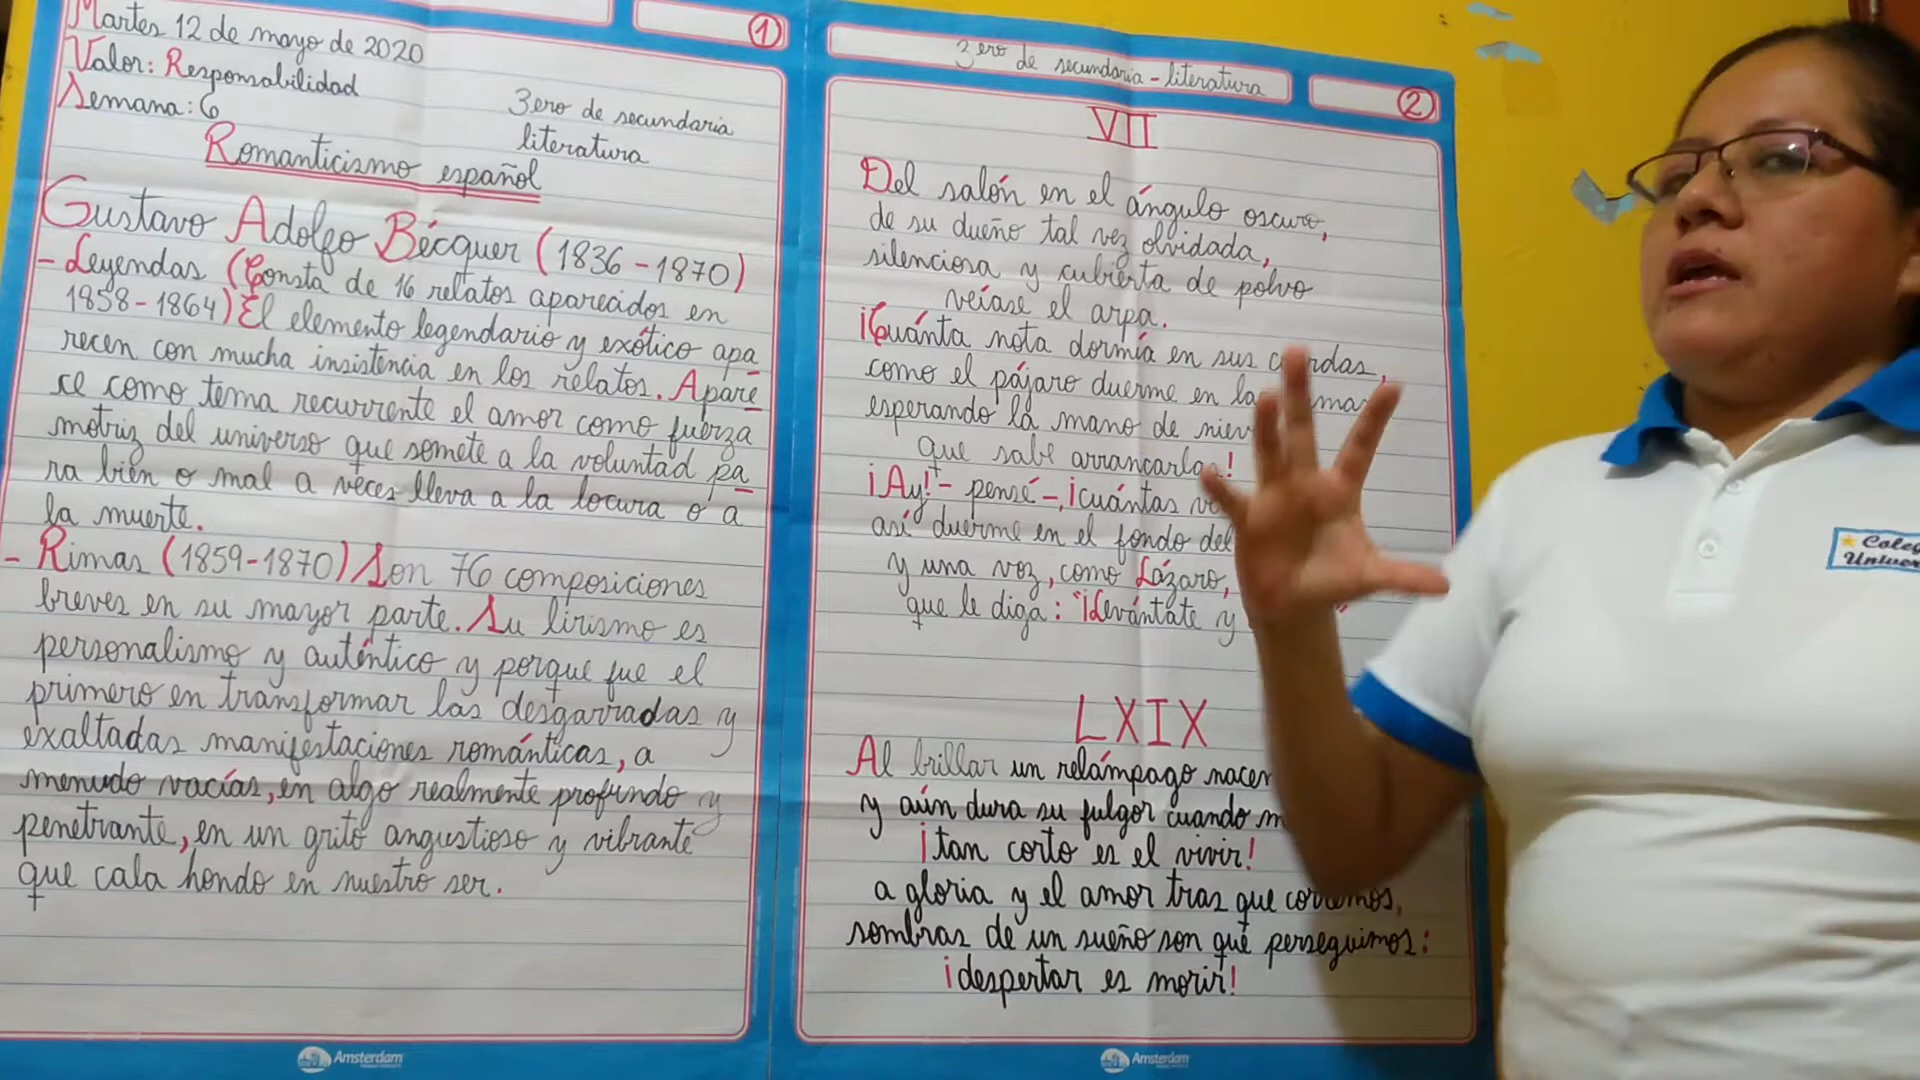 Martes 12 de mayo de 2020
Valor: Responsabilidad
Semana: 6
3ero de secundaria
literatura
Romanticismo español
Gustavo Adolfo Bécquer (1836-1870)
- Leyendas (Consta de 16 relatos aparecidos en
1858-1864) El elemento legendario y exótico apa
recen con mucha insistencia en los relatos. Apare
ce como tema recurrente el amor como fuerza
motriz del universo que somete a la voluntad pa
ra bien o mal a veces lleva a la locura o a
la muerte.
- Rimas (1859-1870) Son 76 composiciones
breves en su mayor parte. Su lirismo es
personalismo y auténtico y porque fue el
primero en transformar las desgarradas y
exaltadas manifestaciones románticas, a
menudo vacías, en algo realmente profundo y
penetrante, en un grito angustioso y vibrante
que cala hondo en nuestro ser.
Amsterdam
1
3ero de secundaria - literatura
2
VII
Del salón en el ángulo oscuro,
de su dueño tal vez olvidada,
silenciosa y cubierta de polvo
veíase el arpa.
¡Cuánta nota dormía en sus cuerdas,
como el pájaro duerme en las
esperando la mano de
que sabe arrancarlas!
¡Ay! - pensé -, ¡cuántas
así duerme en el fondo del
y una voz, como Lázaro,
que le diga: "¡Levántate y
LXIX
Al brillar un relámpago
y aún dura su fulgor cuando
¡tan corto es el vivir!
a gloria y el amor tras que corremos,
sombras de un sueño son que perseguimos:
¡despertar es morir!
Amsterdam